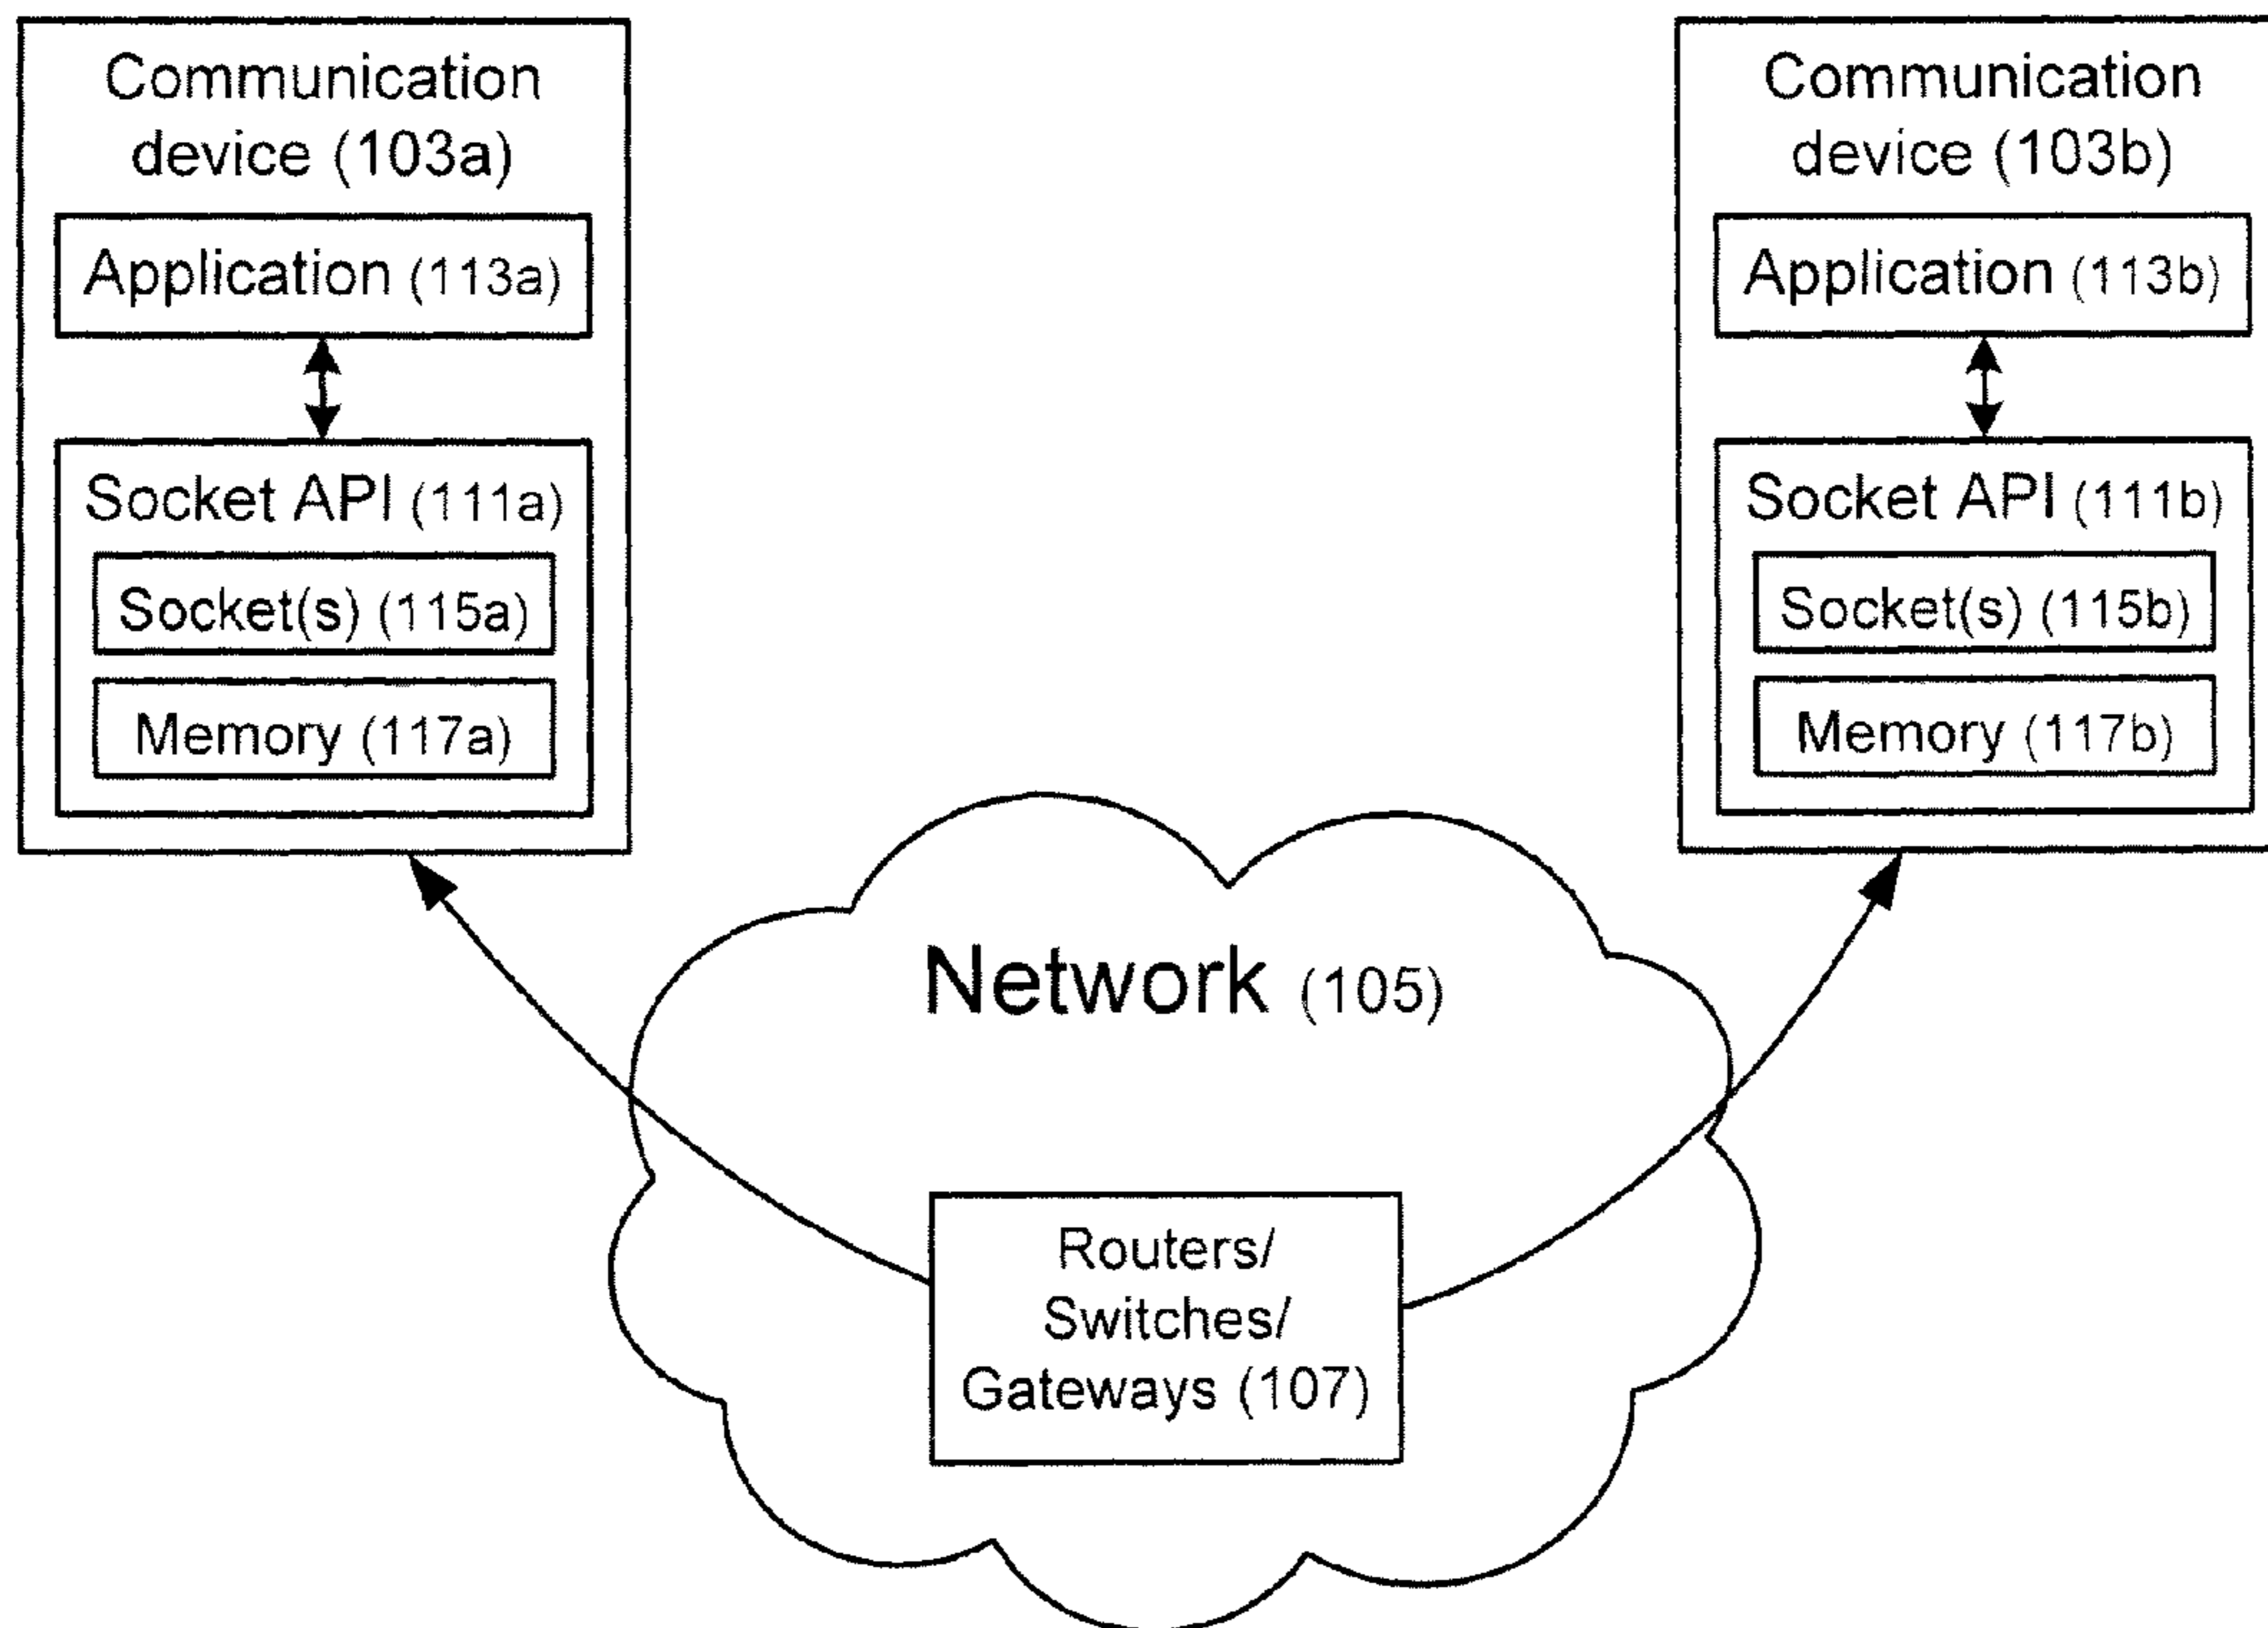 Communication
device (103a)
Application (113a)
Socket API (111a)
Socket(s) (115a)
Memory (117a)
Communication
device (103b)
Application (113b)
Socket API (111b)
Socket(s) (115b)
Memory (117b)
Network (105)
Routers/
Switches/
Gateways (107)